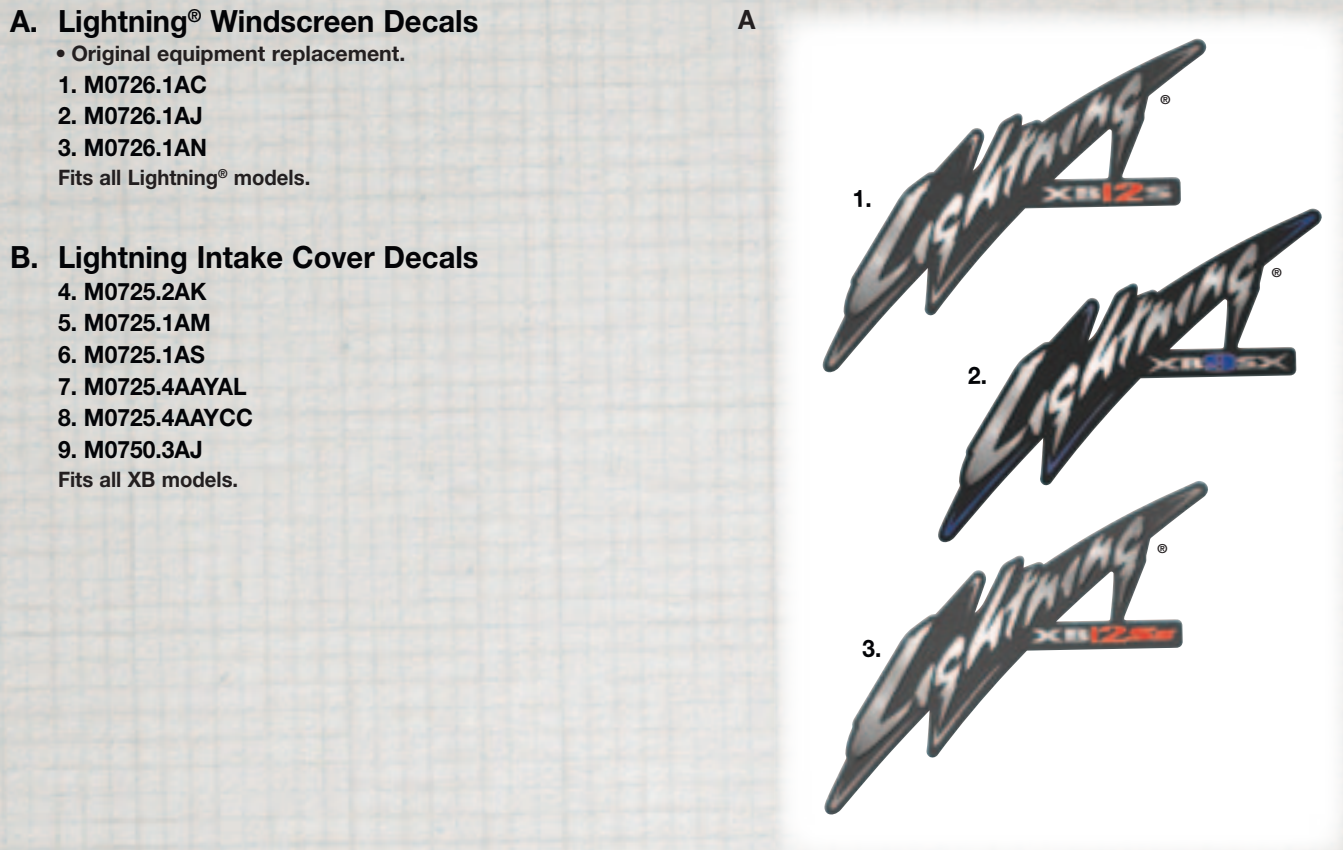 A. Lightning® Windscreen Decals
• Original equipment replacement.
1. M0726.1AC
2. M0726.1AJ
3. M0726.1AN
Fits all Lightning® models.
B. Lightning Intake Cover Decals
4. M0725.2AK
5. M0725.1AM
6. M0725.1AS
7. M0725.4AAYAL
8. M0725.4AAYCC
9. M0750.3AJ
Fits all XB models.
A
1.
Lightning®
XB12S
2.
Lightning®
XB9SX
3.
Lightning®
XB12Ss